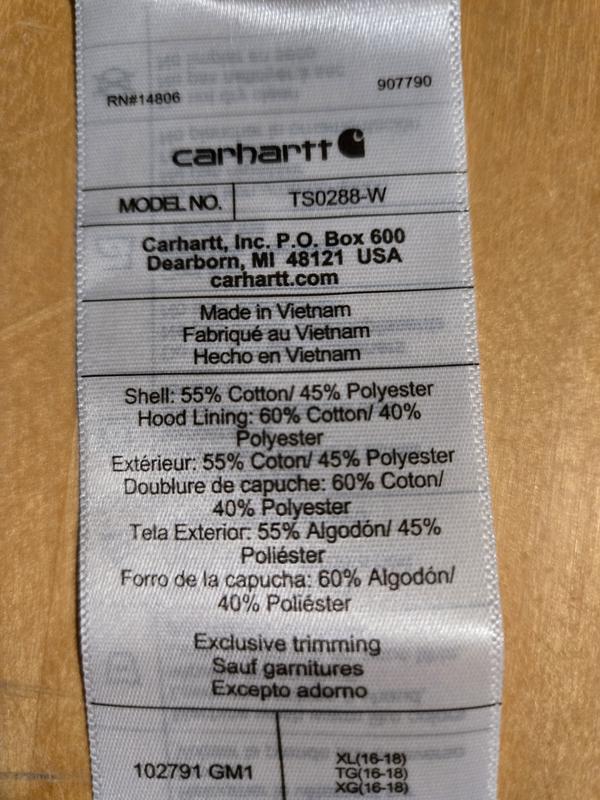 RN#14806 907790
carhartt
MODEL NO. TS0288-W
Carhartt, Inc. P.O. Box 600
Dearborn, MI 48121 USA
carhartt.com
Made in Vietnam
Fabriqué au Vietnam
Hecho en Vietnam
Shell: 55% Cotton/ 45% Polyester
Hood Lining: 60% Cotton/ 40%
Polyester
Extérieur: 55% Coton/ 45% Polyester
Doublure de capuche: 60% Coton/
40% Polyester
Tela Exterior: 55% Algodón/ 45%
Poliéster
Forro de la capucha: 60% Algodón/
40% Poliéster
Exclusive trimming
Sauf garnitures
Excepto adorno
102791 GM1
XL(16-18)
TG(16-18)
XG(16-18)